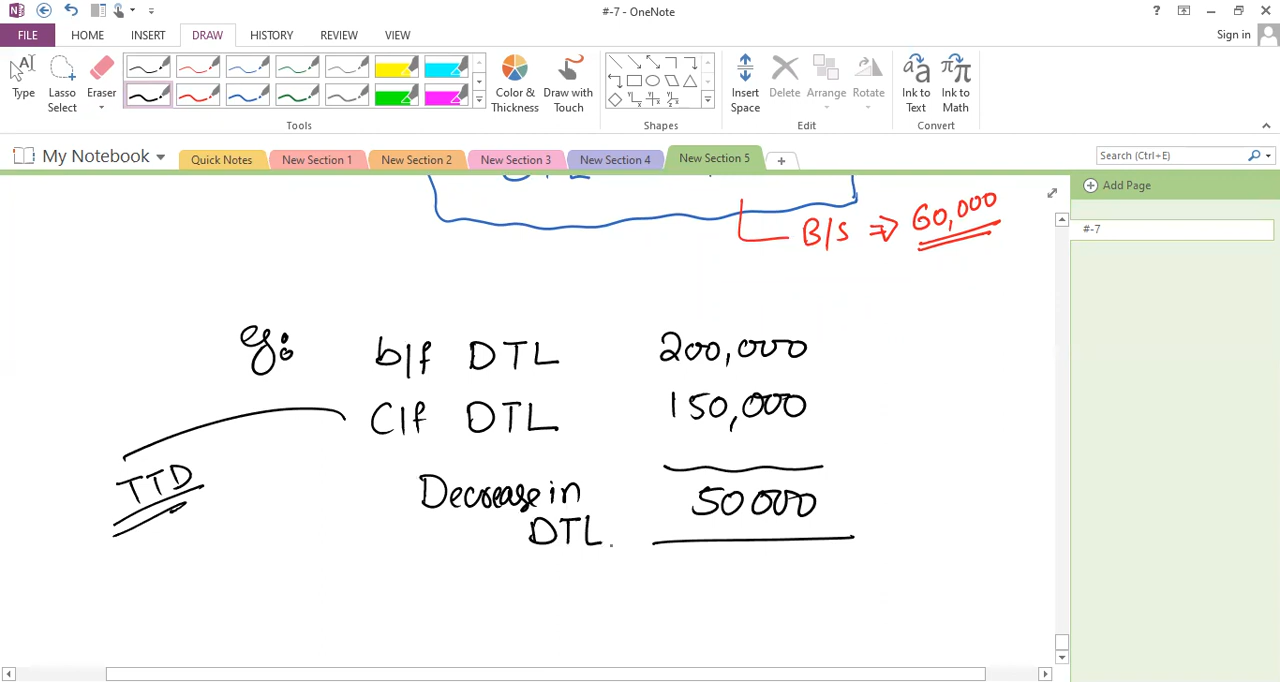 #-7 - OneNote
Sign in
FILE HOME INSERT DRAW HISTORY REVIEW VIEW
Type Lasso Select Eraser Color & Thickness Draw with Touch Insert Space Delete Arrange Rotate Ink to Text Ink to Math
Tools Shapes Edit Convert
My Notebook Quick Notes New Section 1 New Section 2 New Section 3 New Section 4 New Section 5 Search (Ctrl+E)
Add Page
#-7
B/S ⇒ 60,000
eg:
b/f DTL 200,000
C/f DTL 150,000
TTD
Decrease in 50000
DTL.